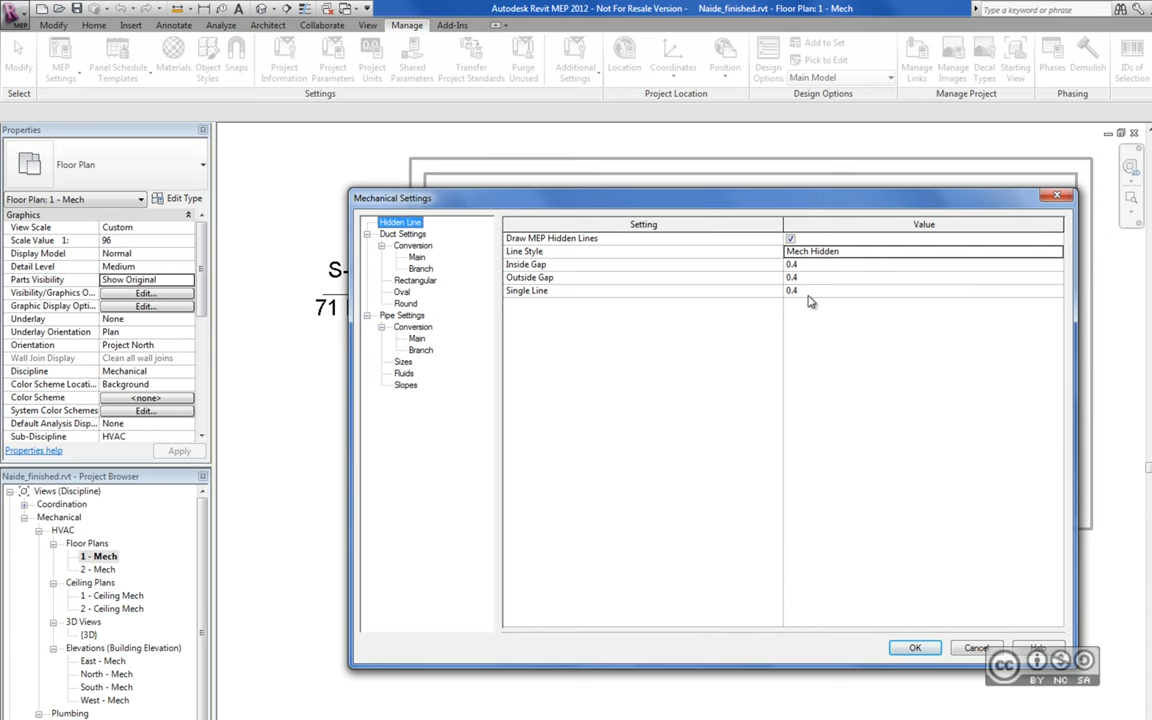 Autodesk Revit MEP 2012 - Not For Resale Version - Naide_finished.rvt - Floor Plan: 1 - Mech
Type a keyword or phrase
MEP
Modify
Insert
Annotate
Analyze
Architect
Collaborate
View
Manage
Add-Ins
Modify
MEP Settings
Panel Schedule Templates
Materials
Object Styles
Snaps
Project Information
Project Parameters
Project Units
Shared Parameters
Transfer Project Standards
Purge Unused
Additional Settings
Location
Coordinates
Position
Design Options
Add to Set
Pick to Edit
Main Model
Manage Links
Manage Images
Decal Types
Starting View
Phases
Demolish
IDs of Selection
Select
Settings
Project Location
Design Options
Manage Project
Phasing
Properties
Floor Plan
Floor Plan: 1 - Mech
Edit Type
Graphics
View Scale Custom
Scale Value 1: 96
Display Model Normal
Detail Level Medium
Parts Visibility Show Original
Visibility/Graphics O... Edit...
Graphic Display Opti... Edit...
Underlay None
Underlay Orientation Plan
Orientation Project North
Wall Join Display Clean all wall joins
Discipline Mechanical
Color Scheme Locati... Background
Color Scheme <none>
System Color Schemes Edit...
Default Analysis Disp... None
Sub-Discipline HVAC
Properties help
Apply
Naide_finished.rvt - Project Browser
Views (Discipline)
Coordination
Mechanical
HVAC
Floor Plans
1 - Mech
2 - Mech
Ceiling Plans
1 - Ceiling Mech
2 - Ceiling Mech
3D Views
{3D}
Elevations (Building Elevation)
East - Mech
North - Mech
South - Mech
West - Mech
Plumbing
S-
71
Mechanical Settings
Hidden Line
Duct Settings
Conversion
Main
Branch
Rectangular
Oval
Round
Pipe Settings
Conversion
Main
Branch
Sizes
Fluids
Slopes
Setting Value
Draw MEP Hidden Lines
Line Style Mech Hidden
Inside Gap 0.4
Outside Gap 0.4
Single Line 0.4
OK
Cancel
Help
cc
BY NC SA